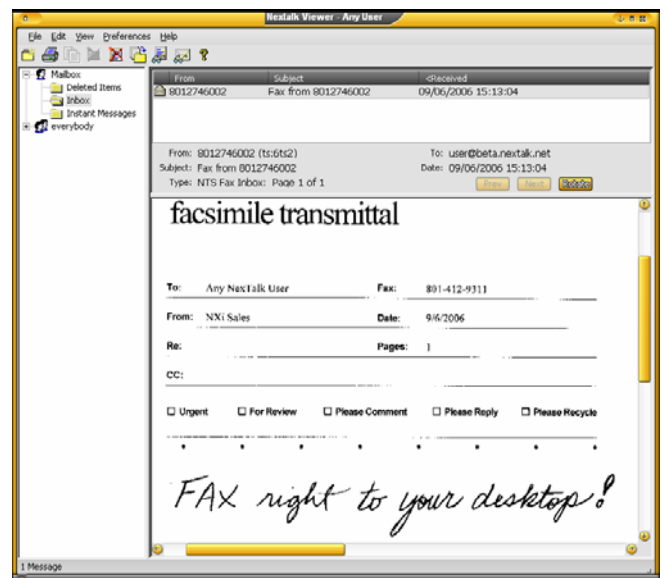 Nextalk Viewer - Any User
File Edit View Preferences Help
Mailbox
Deleted Items
Inbox
Instant Messages
everybody
From Subject <Received
8012746002 Fax from 8012746002 09/06/2006 15:13:04
From: 8012746002 (ts:6ts2) To: user@beta.nextalk.net
Subject: Fax from 8012746002 Date: 09/06/2006 15:13:04
Type: NTS Fax Inbox: Page 1 of 1 Prev Next Rotate
facsimile transmittal
To: Any NexTalk User Fax: 801-412-9311
From: NXi Sales Date: 9/6/2006
Re: Pages: 1
CC:
Urgent For Review Please Comment Please Reply Please Recycle
FAX right to your desktop!
1 Message